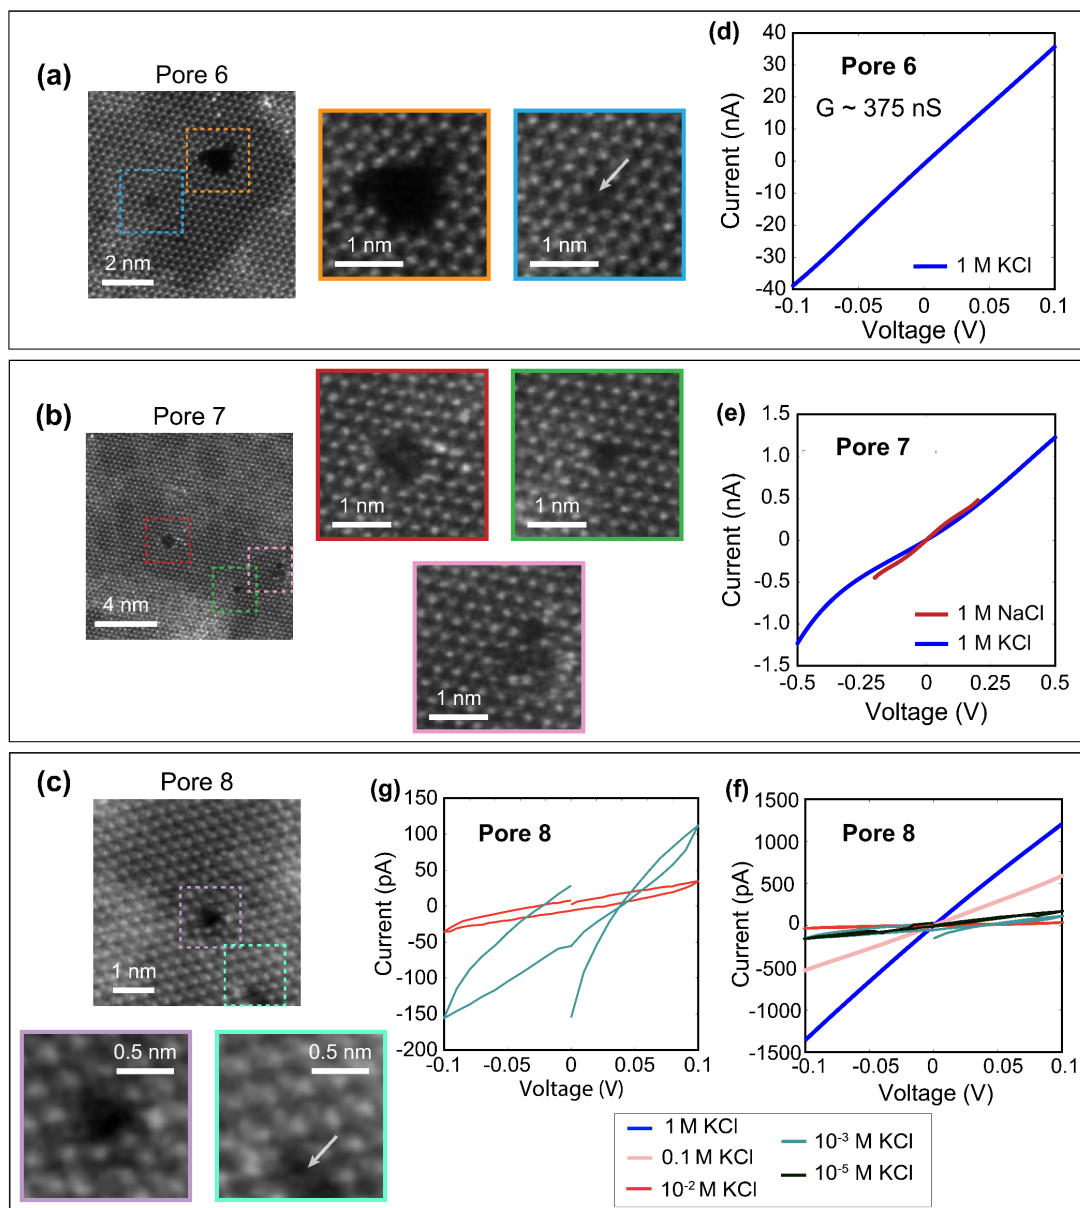 (a)
Pore 6
2 nm
1 nm
1 nm
(d)
Pore 6
G ~ 375 nS
Current (nA)
40
30
20
10
0
-10
-20
-30
-40
1 M KCl
-0.1 -0.05 0 0.05 0.1
Voltage (V)
(b)
Pore 7
4 nm
1 nm
1 nm
1 nm
(e)
Pore 7
Current (nA)
1.5
1.0
0.5
0
-0.5
-1.0
-1.5
1 M NaCl
1 M KCl
-0.5 -0.25 0 0.25 0.5
Voltage (V)
(c)
Pore 8
1 nm
0.5 nm
0.5 nm
(g)
Pore 8
Current (pA)
150
100
50
0
-50
-100
-150
-200
-0.1 -0.05 0 0.05 0.1
Voltage (V)
(f)
Pore 8
Current (pA)
1500
1000
500
0
-500
-1000
-1500
-0.1 -0.05 0 0.05 0.1
Voltage (V)
1 M KCl
0.1 M KCl
10⁻² M KCl
10⁻³ M KCl
10⁻⁵ M KCl